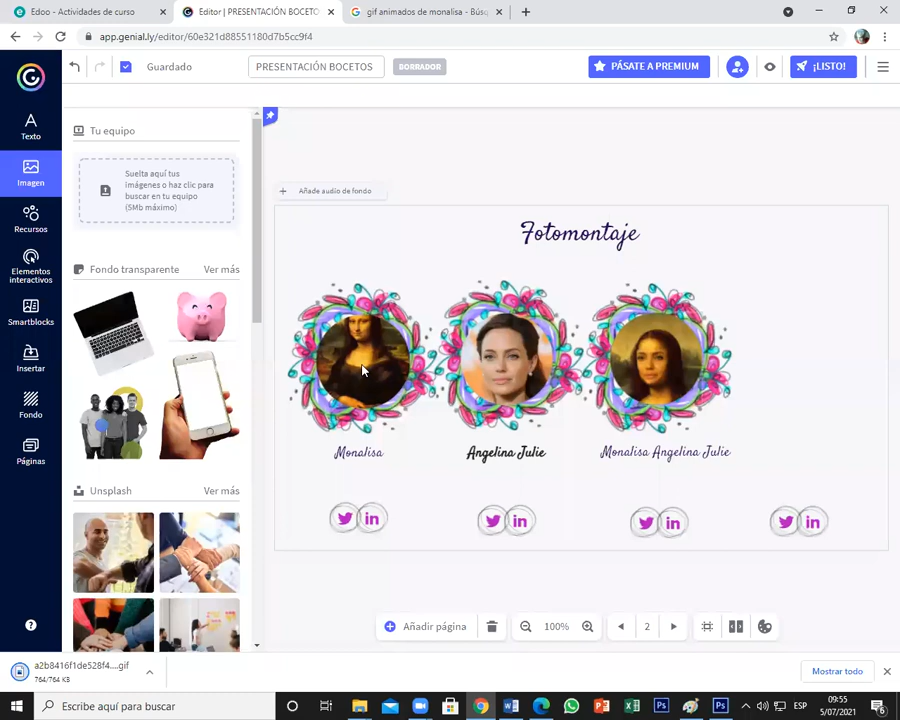 Edoo - Actividades de curso
Editor | PRESENTACIÓN BOCETO
gif animados de monalisa - Búsq
app.genial.ly/editor/60e321d88551180d7b5cc9f4
Guardado
PRESENTACIÓN BOCETOS
BORRADOR
PÁSATE A PREMIUM
¡LISTO!
Texto
Imagen
Recursos
Elementos
interactivos
Smartblocks
Insertar
Fondo
Páginas
Tu equipo
Suelta aquí tus
imágenes o haz clic para
buscar en tu equipo
(5Mb máximo)
Fondo transparente
Ver más
Unsplash
Ver más
Añade audio de fondo
Fotomontaje
Monalisa
Angelina Julie
Monalisa Angelina Julie
Añadir página
100%
2
a2b8416f1de528f4....gif
764/764 KB
Mostrar todo
Escribe aquí para buscar
ESP
09:55
5/07/2021
6